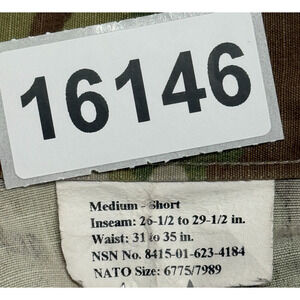 16146
Medium - Short
Inseam: 26-1/2 to 29-1/2 in.
Waist: 31 to 35 in.
NSN No. 8415-01-623-4184
NATO Size: 6775/7989